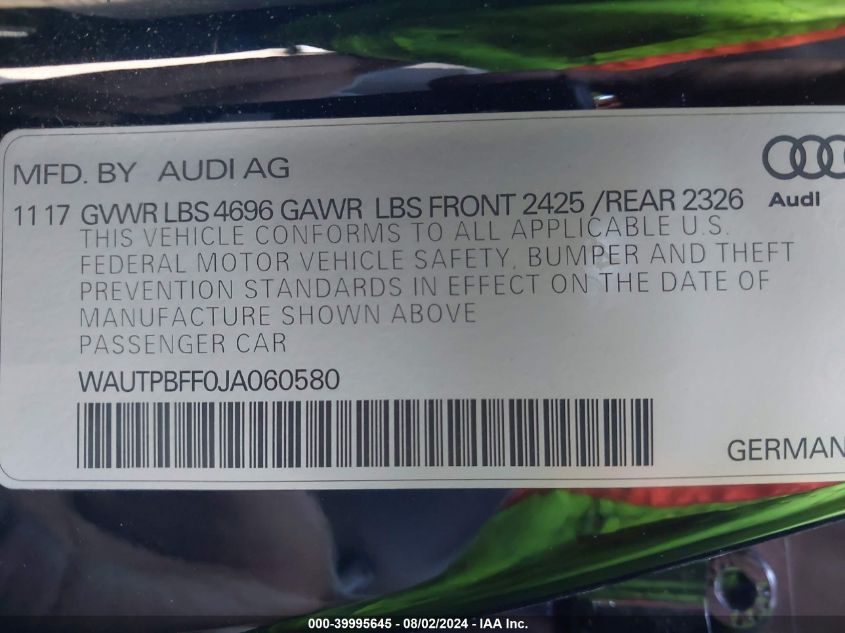 MFD. BY AUDI AG
Audi
11 17 GVWR LBS 4696 GAWR LBS FRONT 2425 /REAR 2326
THIS VEHICLE CONFORMS TO ALL APPLICABLE U.S.
FEDERAL MOTOR VEHICLE SAFETY, BUMPER AND THEFT
PREVENTION STANDARDS IN EFFECT ON THE DATE OF
MANUFACTURE SHOWN ABOVE
PASSENGER CAR
WAUTPBFF0JA060580
GERMAN
000-39995645 - 08/02/2024 - IAA Inc.